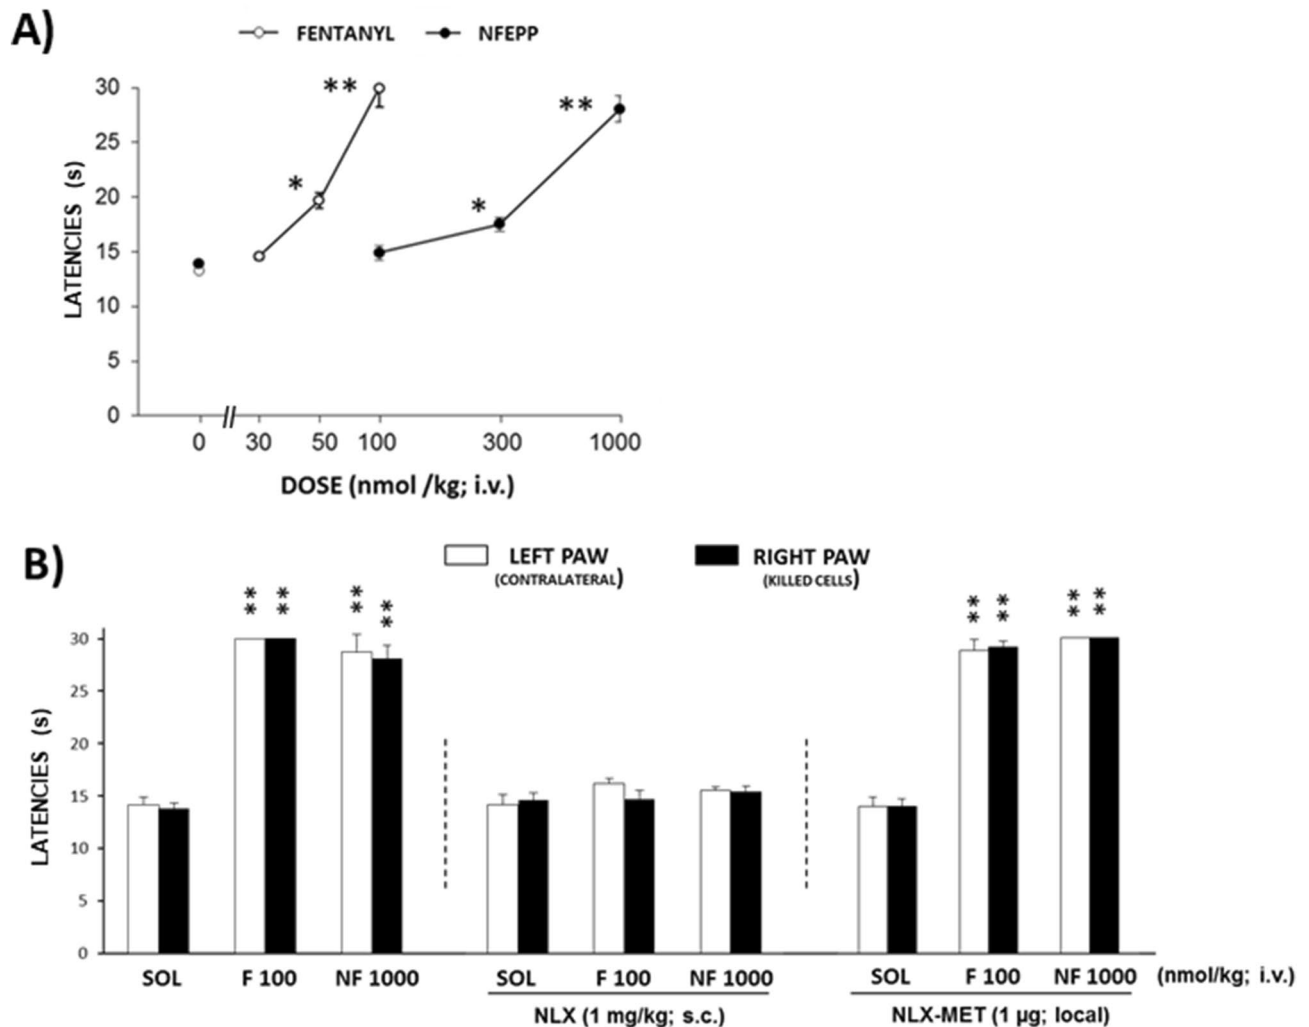 A)
FENTANYL NFEPP
30
25
20
15
10
5
0
LATENCIES (s)
** * * **
0 30 50 100 300 1000
DOSE (nmol /kg; i.v.)
B)
LEFT PAW
(CONTRALATERAL)
RIGHT PAW
(KILLED CELLS)
** ** ** ** ** ** ** **
30
25
20
15
10
5
0
LATENCIES (s)
SOL F 100 NF 1000 SOL F 100 NF 1000 SOL F 100 NF 1000 (nmol/kg; i.v.)
NLX (1 mg/kg; s.c.) NLX-MET (1 µg; local)